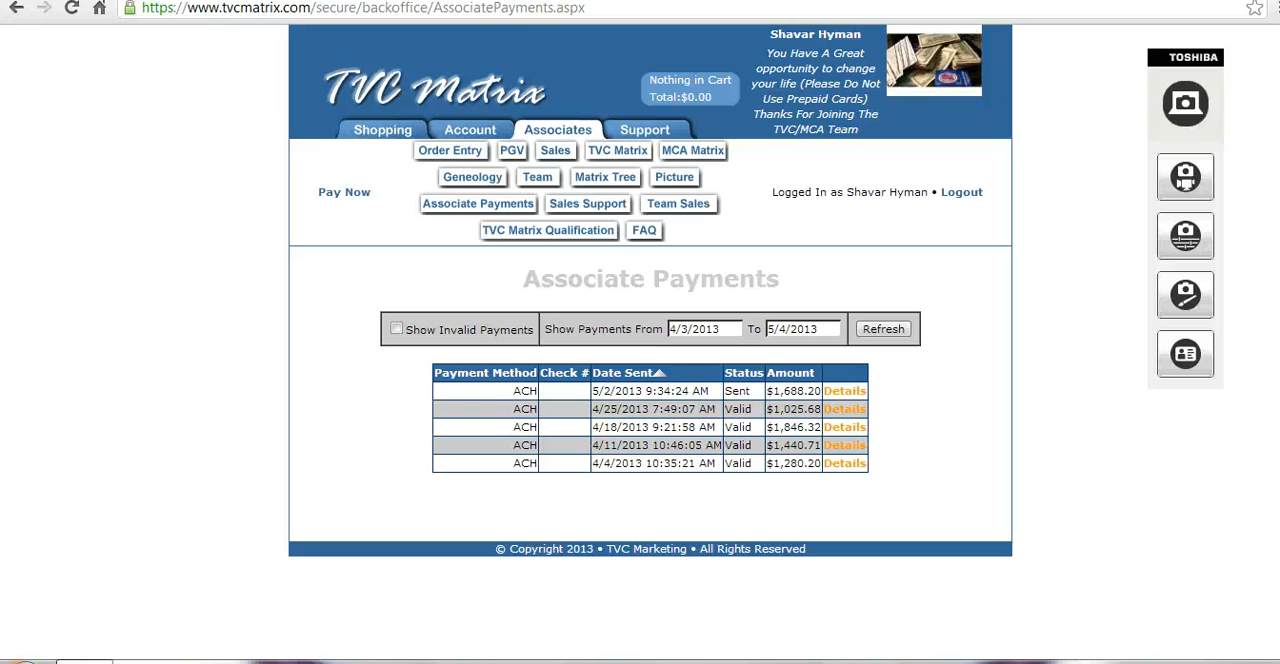 https://www.tvcmatrix.com/secure/backoffice/AssociatePayments.aspx
TOSHIBA
TVC Matrix
Nothing in Cart
Total:$0.00
Shavar Hyman
You Have A Great
opportunity to change
your life (Please Do Not
Use Prepaid Cards)
Thanks For Joining The
TVC/MCA Team
Shopping Account Associates Support
Order Entry PGV Sales TVC Matrix MCA Matrix
Geneology Team Matrix Tree Picture
Pay Now
Logged In as Shavar Hyman • Logout
Associate Payments Sales Support Team Sales
TVC Matrix Qualification FAQ
Associate Payments
Show Invalid Payments Show Payments From 4/3/2013 To 5/4/2013 Refresh
Payment Method Check # Date Sent Status Amount
ACH 5/2/2013 9:34:24 AM Sent $1,688.20 Details
ACH 4/25/2013 7:49:07 AM Valid $1,025.68 Details
ACH 4/18/2013 9:21:58 AM Valid $1,846.32 Details
ACH 4/11/2013 10:46:05 AM Valid $1,440.71 Details
ACH 4/4/2013 10:35:21 AM Valid $1,280.20 Details
© Copyright 2013 • TVC Marketing • All Rights Reserved